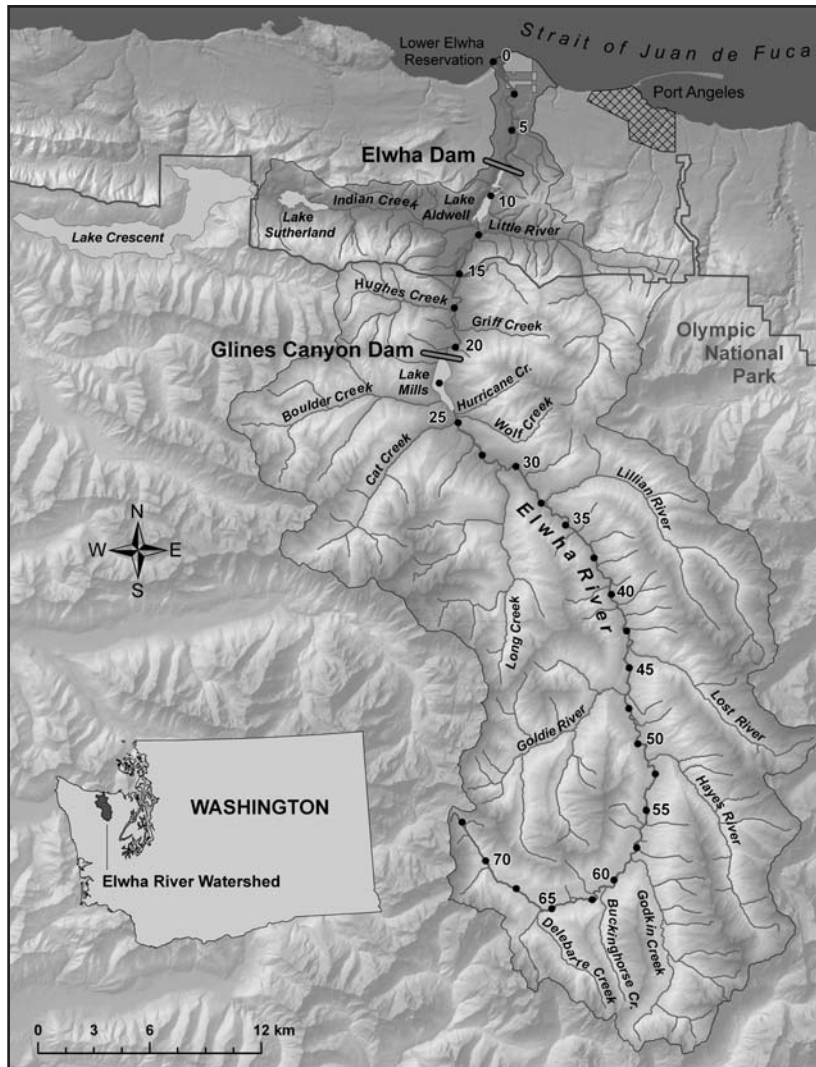 Strait of Juan de Fuca
Lower Elwha
Reservation
0
Port Angeles
5
Elwha Dam
Indian Creek
10
Lake
Aldwell
Lake
Sutherland
Little River
Lake Crescent
15
Hughes Creek
Griff Creek
20
Olympic
National
Park
Glines Canyon Dam
Lake
Mills
Hurricane Cr.
Boulder Creek
25
Wolf Creek
Cat Creek
30
Lillian River
35
Elwha River
N
W E
S
40
Long Creek
45
Lost River
Goldie River
50
Hayes River
55
WASHINGTON
Elwha River Watershed
70
60
65
Delebarre Creek
Buckinghorse Cr.
Godkin Creek
0 3 6 12 km